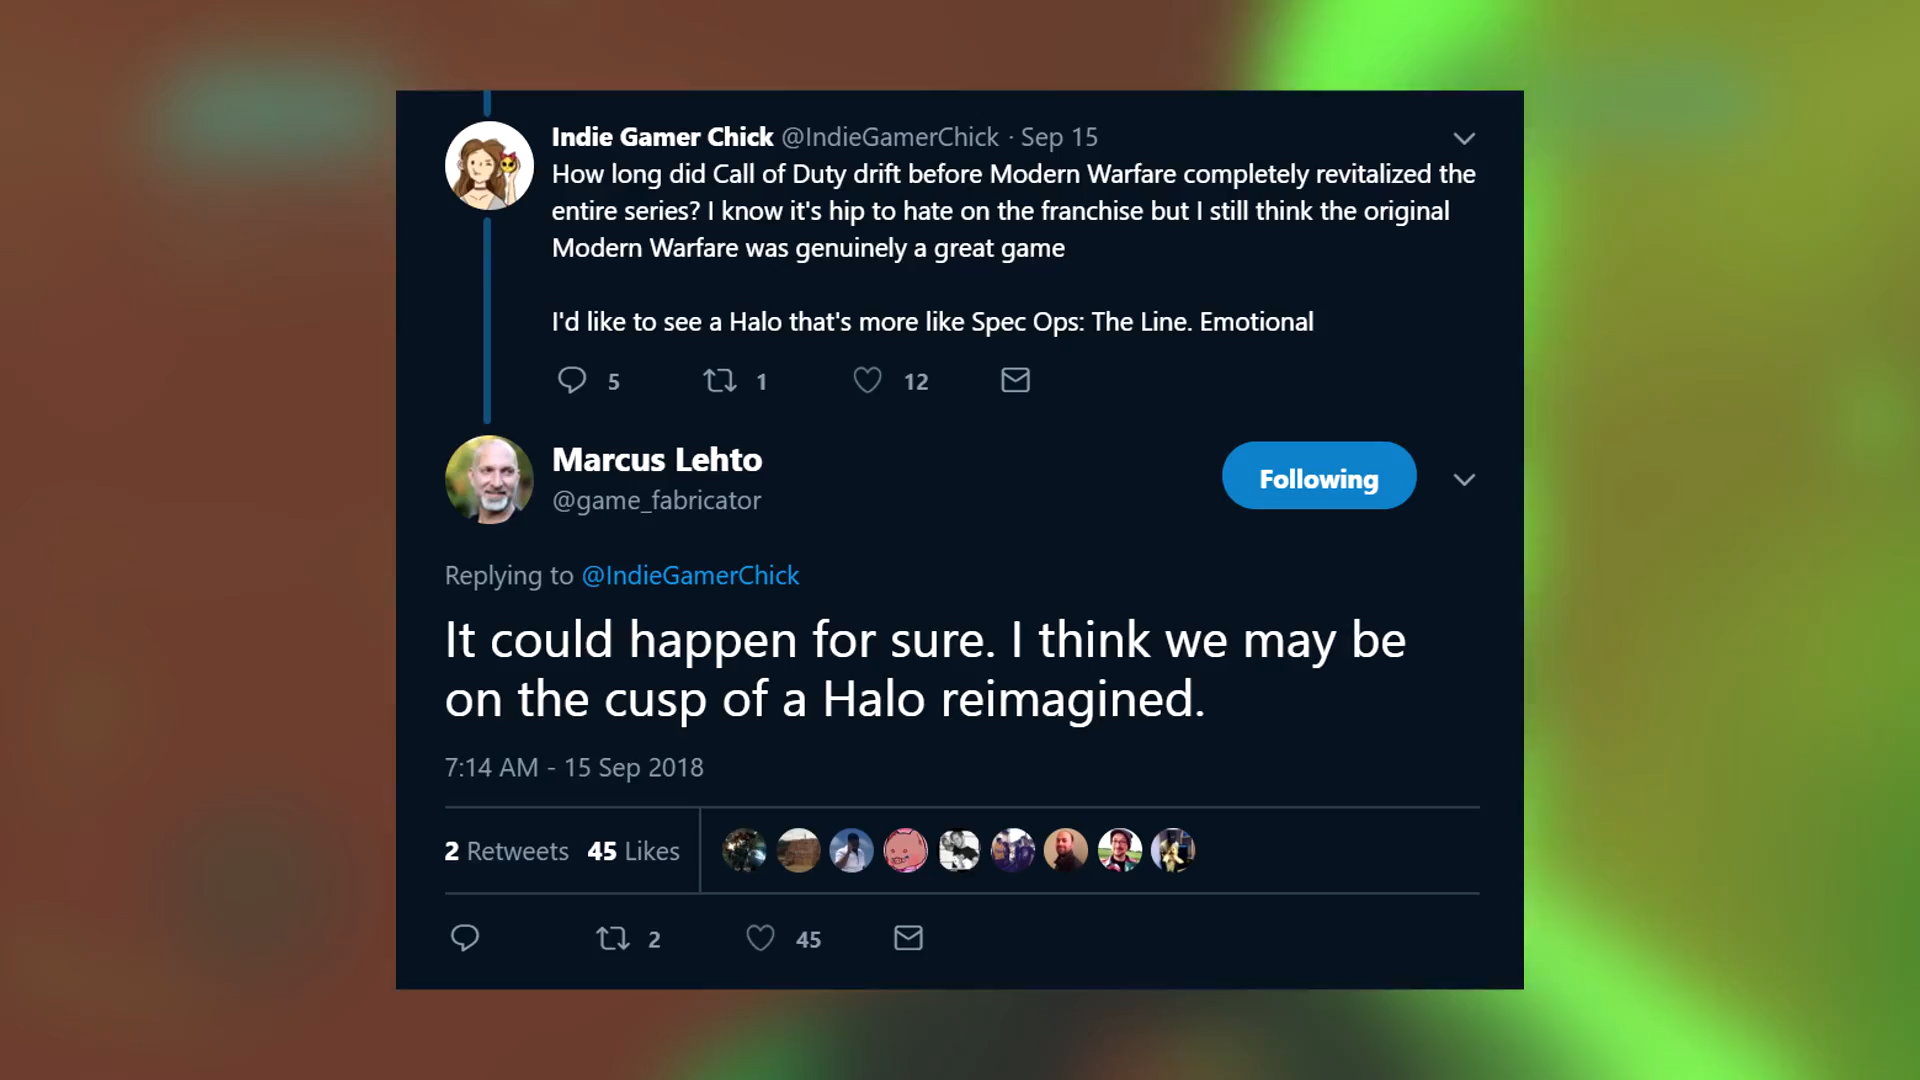 Indie Gamer Chick @IndieGamerChick · Sep 15
How long did Call of Duty drift before Modern Warfare completely revitalized the
entire series? I know it's hip to hate on the franchise but I still think the original
Modern Warfare was genuinely a great game
I'd like to see a Halo that's more like Spec Ops: The Line. Emotional
5 1 12
Marcus Lehto
@game_fabricator
Following
Replying to @IndieGamerChick
It could happen for sure. I think we may be
on the cusp of a Halo reimagined.
7:14 AM - 15 Sep 2018
2 Retweets 45 Likes
2 45